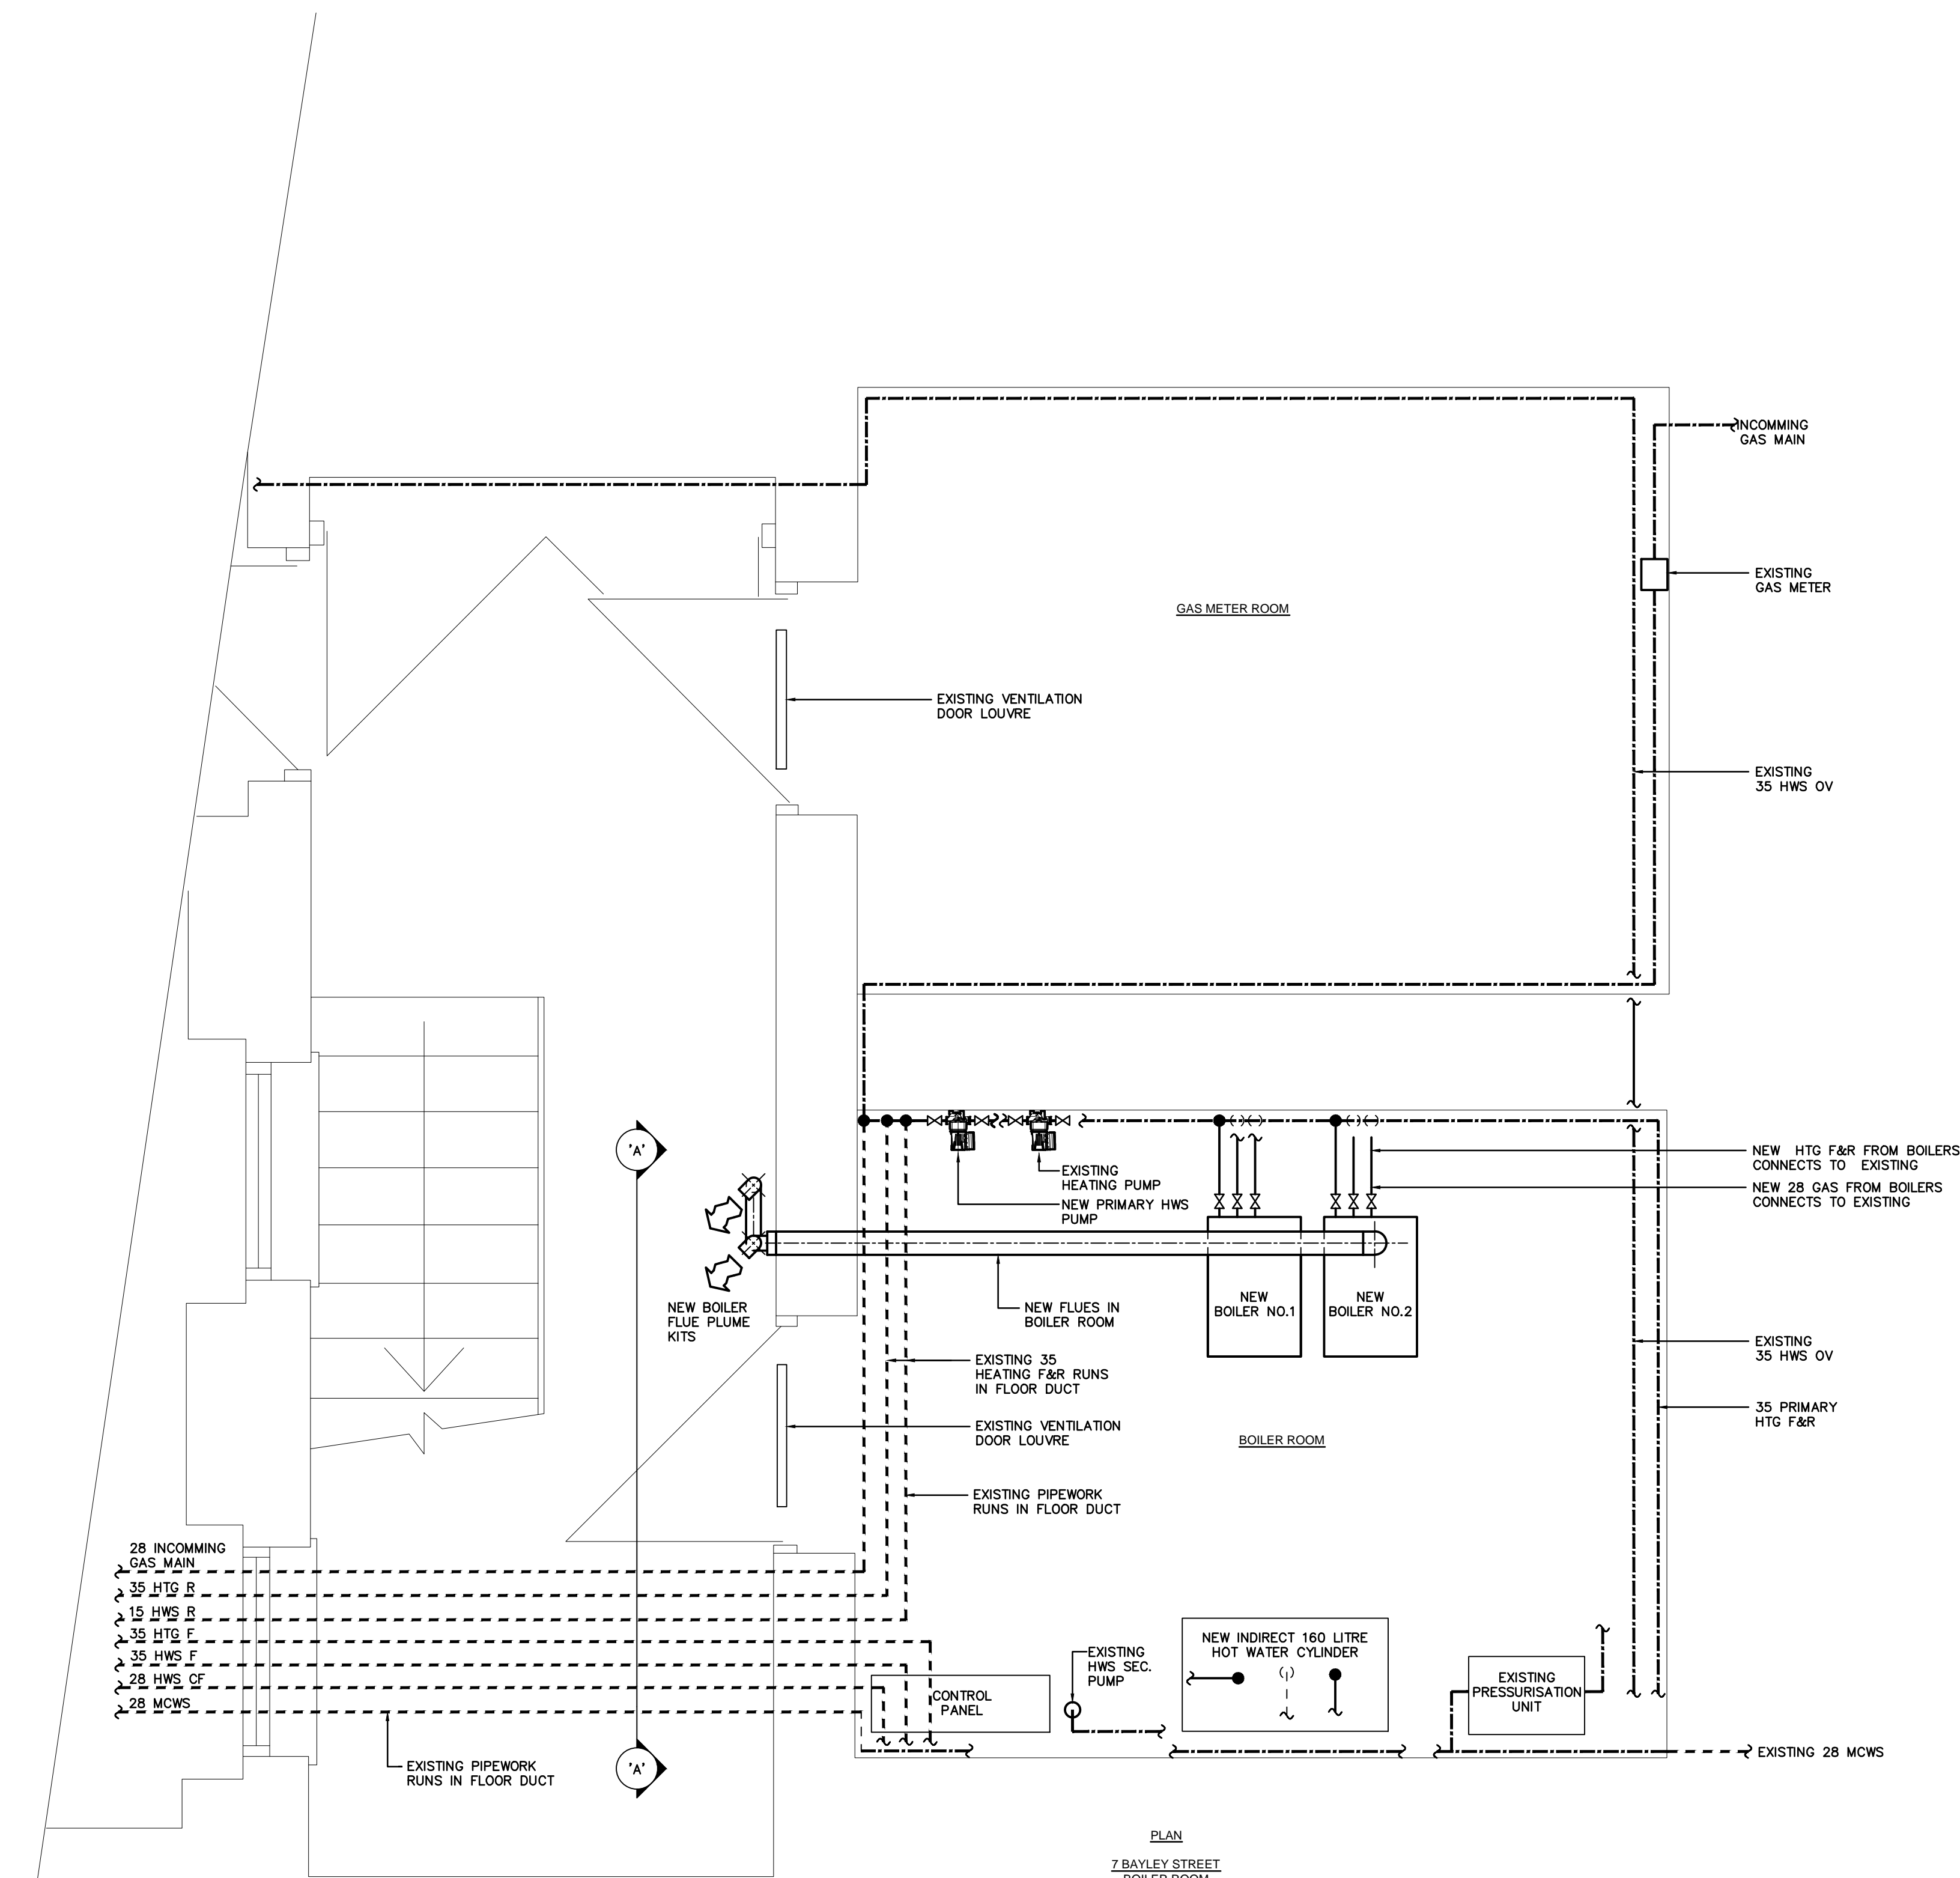 INCOMMING
GAS MAIN
EXISTING
GAS METER
GAS METER ROOM
EXISTING VENTILATION
DOOR LOUVRE
EXISTING
35 HWS OV
'A'
EXISTING
HEATING PUMP
NEW PRIMARY HWS
PUMP
NEW HTG F&R FROM BOILERS
CONNECTS TO EXISTING
NEW 28 GAS FROM BOILERS
CONNECTS TO EXISTING
NEW BOILER
FLUE PLUME
KITS
NEW FLUES IN
BOILER ROOM
NEW
BOILER NO.1
NEW
BOILER NO.2
EXISTING
35 HWS OV
EXISTING 35
HEATING F&R RUNS
IN FLOOR DUCT
35 PRIMARY
HTG F&R
EXISTING VENTILATION
DOOR LOUVRE
BOILER ROOM
EXISTING PIPEWORK
RUNS IN FLOOR DUCT
28 INCOMMING
GAS MAIN
35 HTG R
15 HWS R
35 HTG F
35 HWS F
28 HWS CF
28 MCWS
EXISTING PIPEWORK
RUNS IN FLOOR DUCT
'A'
CONTROL
PANEL
EXISTING
HWS SEC.
PUMP
NEW INDIRECT 160 LITRE
HOT WATER CYLINDER
EXISTING
PRESSURISATION
UNIT
EXISTING 28 MCWS
PLAN
7 BAYLEY STREET
BOILER ROOM